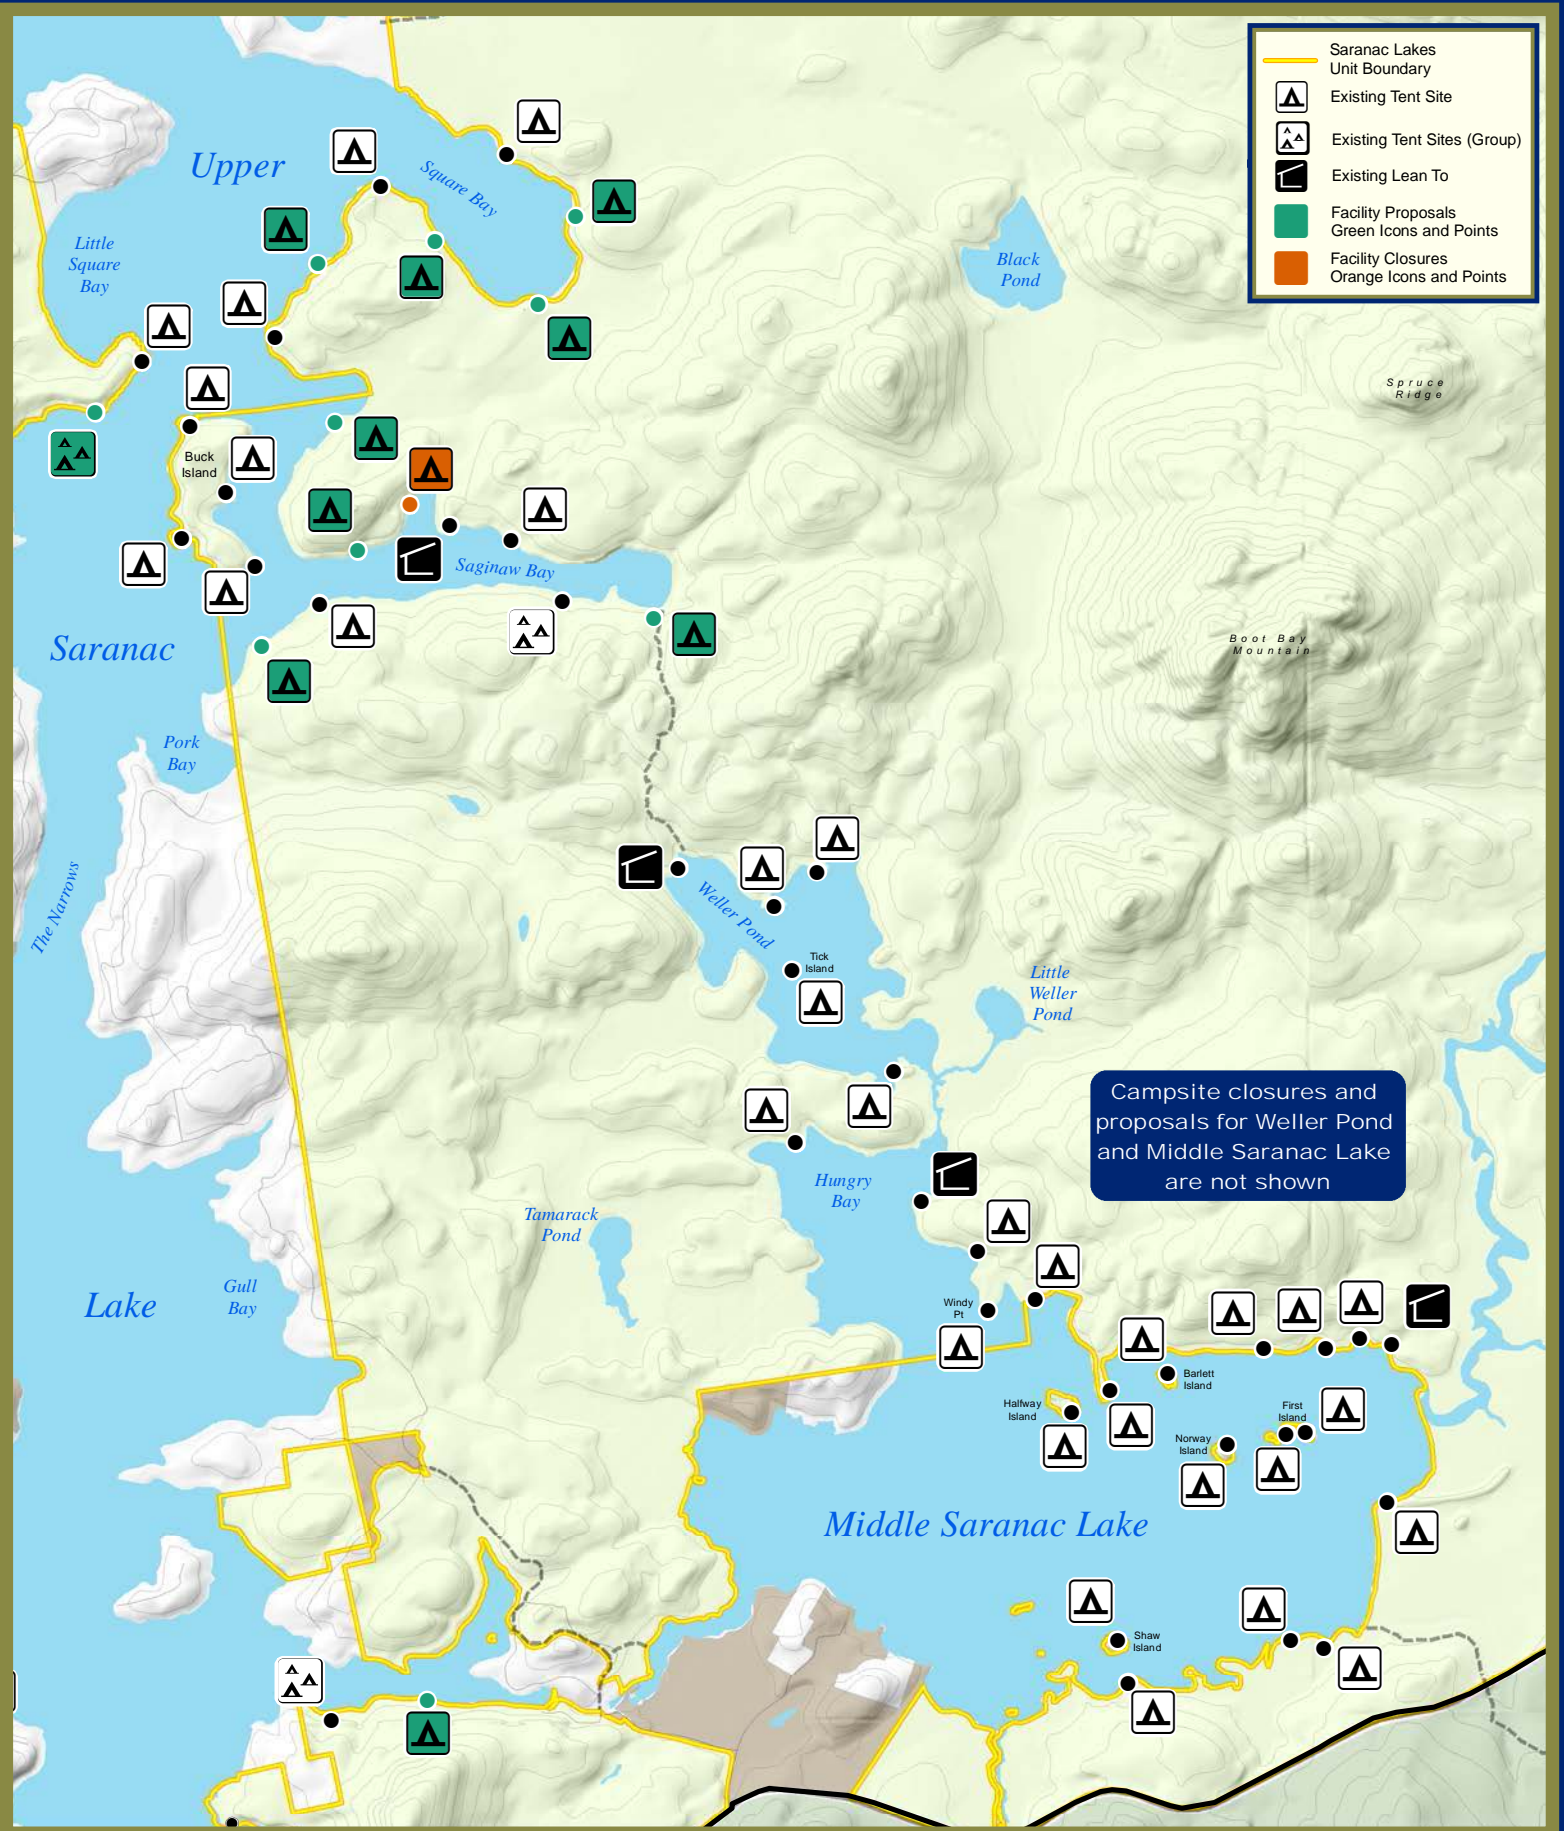 Saranac Lakes
Unit Boundary
Existing Tent Site
Existing Tent Sites (Group)
Existing Lean To
Facility Proposals
Green Icons and Points
Facility Closures
Orange Icons and Points
Upper
Square Bay
Little
Square
Bay
Black
Pond
Spruce
Ridge
Buck
Island
Saginaw Bay
Saranac
Boot Bay
Mountain
Pork
Bay
The Narrows
Weller Pond
Tick
Island
Little
Weller
Pond
Campsite closures and
proposals for Weller Pond
and Middle Saranac Lake
are not shown
Hungry
Bay
Tamarack
Pond
Lake
Gull
Bay
Windy
Pt
Barlett
Island
Halfway
Island
First
Island
Norway
Island
Middle Saranac Lake
Shaw
Island